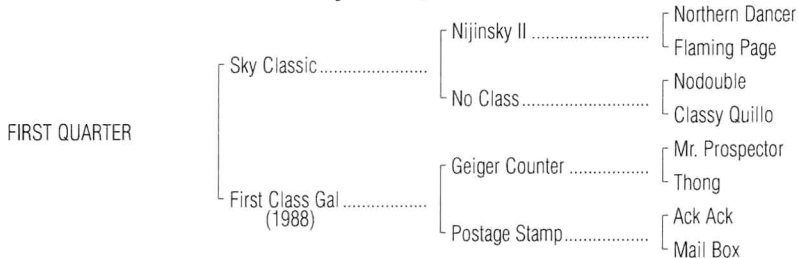 Northern Dancer
Nijinsky II ........................
Flaming Page
Sky Classic ......................
Nodouble
No Class..........................
Classy Quillo
FIRST QUARTER
Mr. Prospector
Geiger Counter ................
Thong
First Class Gal .................
(1988)
Ack Ack
Postage Stamp.................
Mail Box